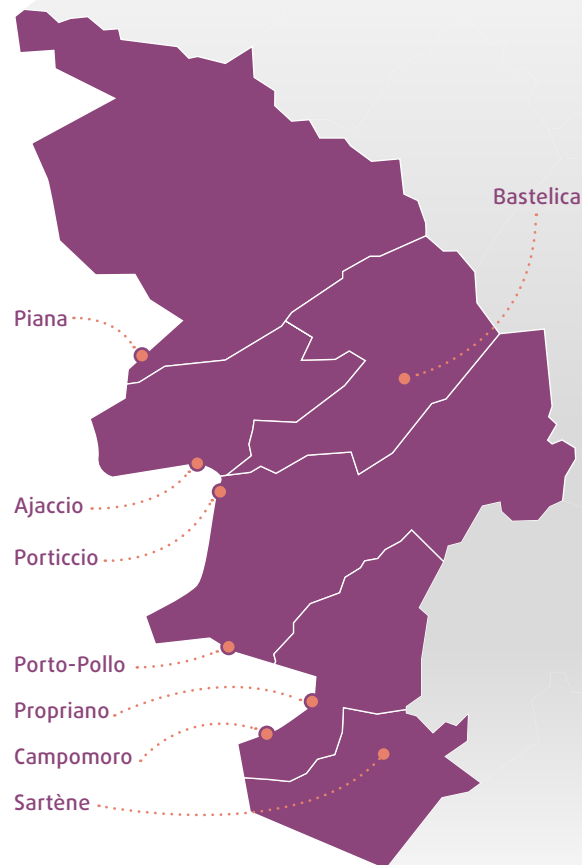 Bastelica
Piana
Ajaccio
Porticcio
Porto-Pollo
Propriano
Campomoro
Sartène